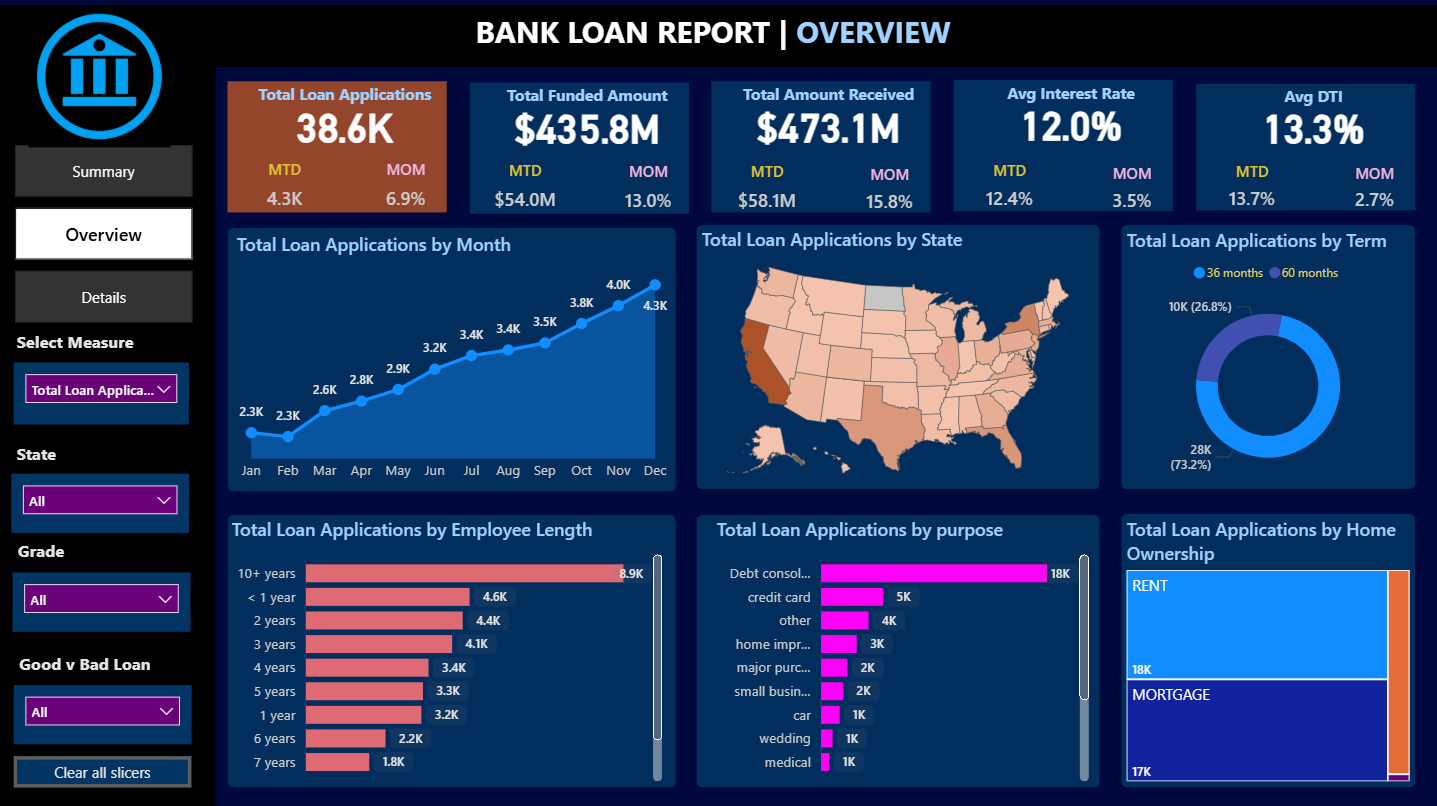 BANK LOAN REPORT | OVERVIEW
Summary
Overview
Details
Select Measure
Total Loan Applica...
State
All
Grade
All
Good v Bad Loan
All
Clear all slicers
Total Loan Applications
38.6K
MTD MOM
4.3K 6.9%
Total Funded Amount
$435.8M
MTD MOM
$54.0M 13.0%
Total Amount Received
$473.1M
MTD MOM
$58.1M 15.8%
Avg Interest Rate
12.0%
MTD MOM
12.4% 3.5%
Avg DTI
13.3%
MTD MOM
13.7% 2.7%
Total Loan Applications by Month
2.3K 2.3K 2.6K 2.8K 2.9K 3.2K 3.4K 3.4K 3.5K 3.8K 4.0K 4.3K
Jan Feb Mar Apr May Jun Jul Aug Sep Oct Nov Dec
Total Loan Applications by State
Total Loan Applications by Term
36 months 60 months
10K (26.8%)
28K
(73.2%)
Total Loan Applications by Employee Length
10+ years 8.9K
< 1 year 4.6K
2 years 4.4K
3 years 4.1K
4 years 3.4K
5 years 3.3K
1 year 3.2K
6 years 2.2K
7 years 1.8K
Total Loan Applications by purpose
Debt consol... 18K
credit card 5K
other 4K
home impr... 3K
major purc... 2K
small busin... 2K
car 1K
wedding 1K
medical 1K
Total Loan Applications by Home
Ownership
RENT
18K
MORTGAGE
17K